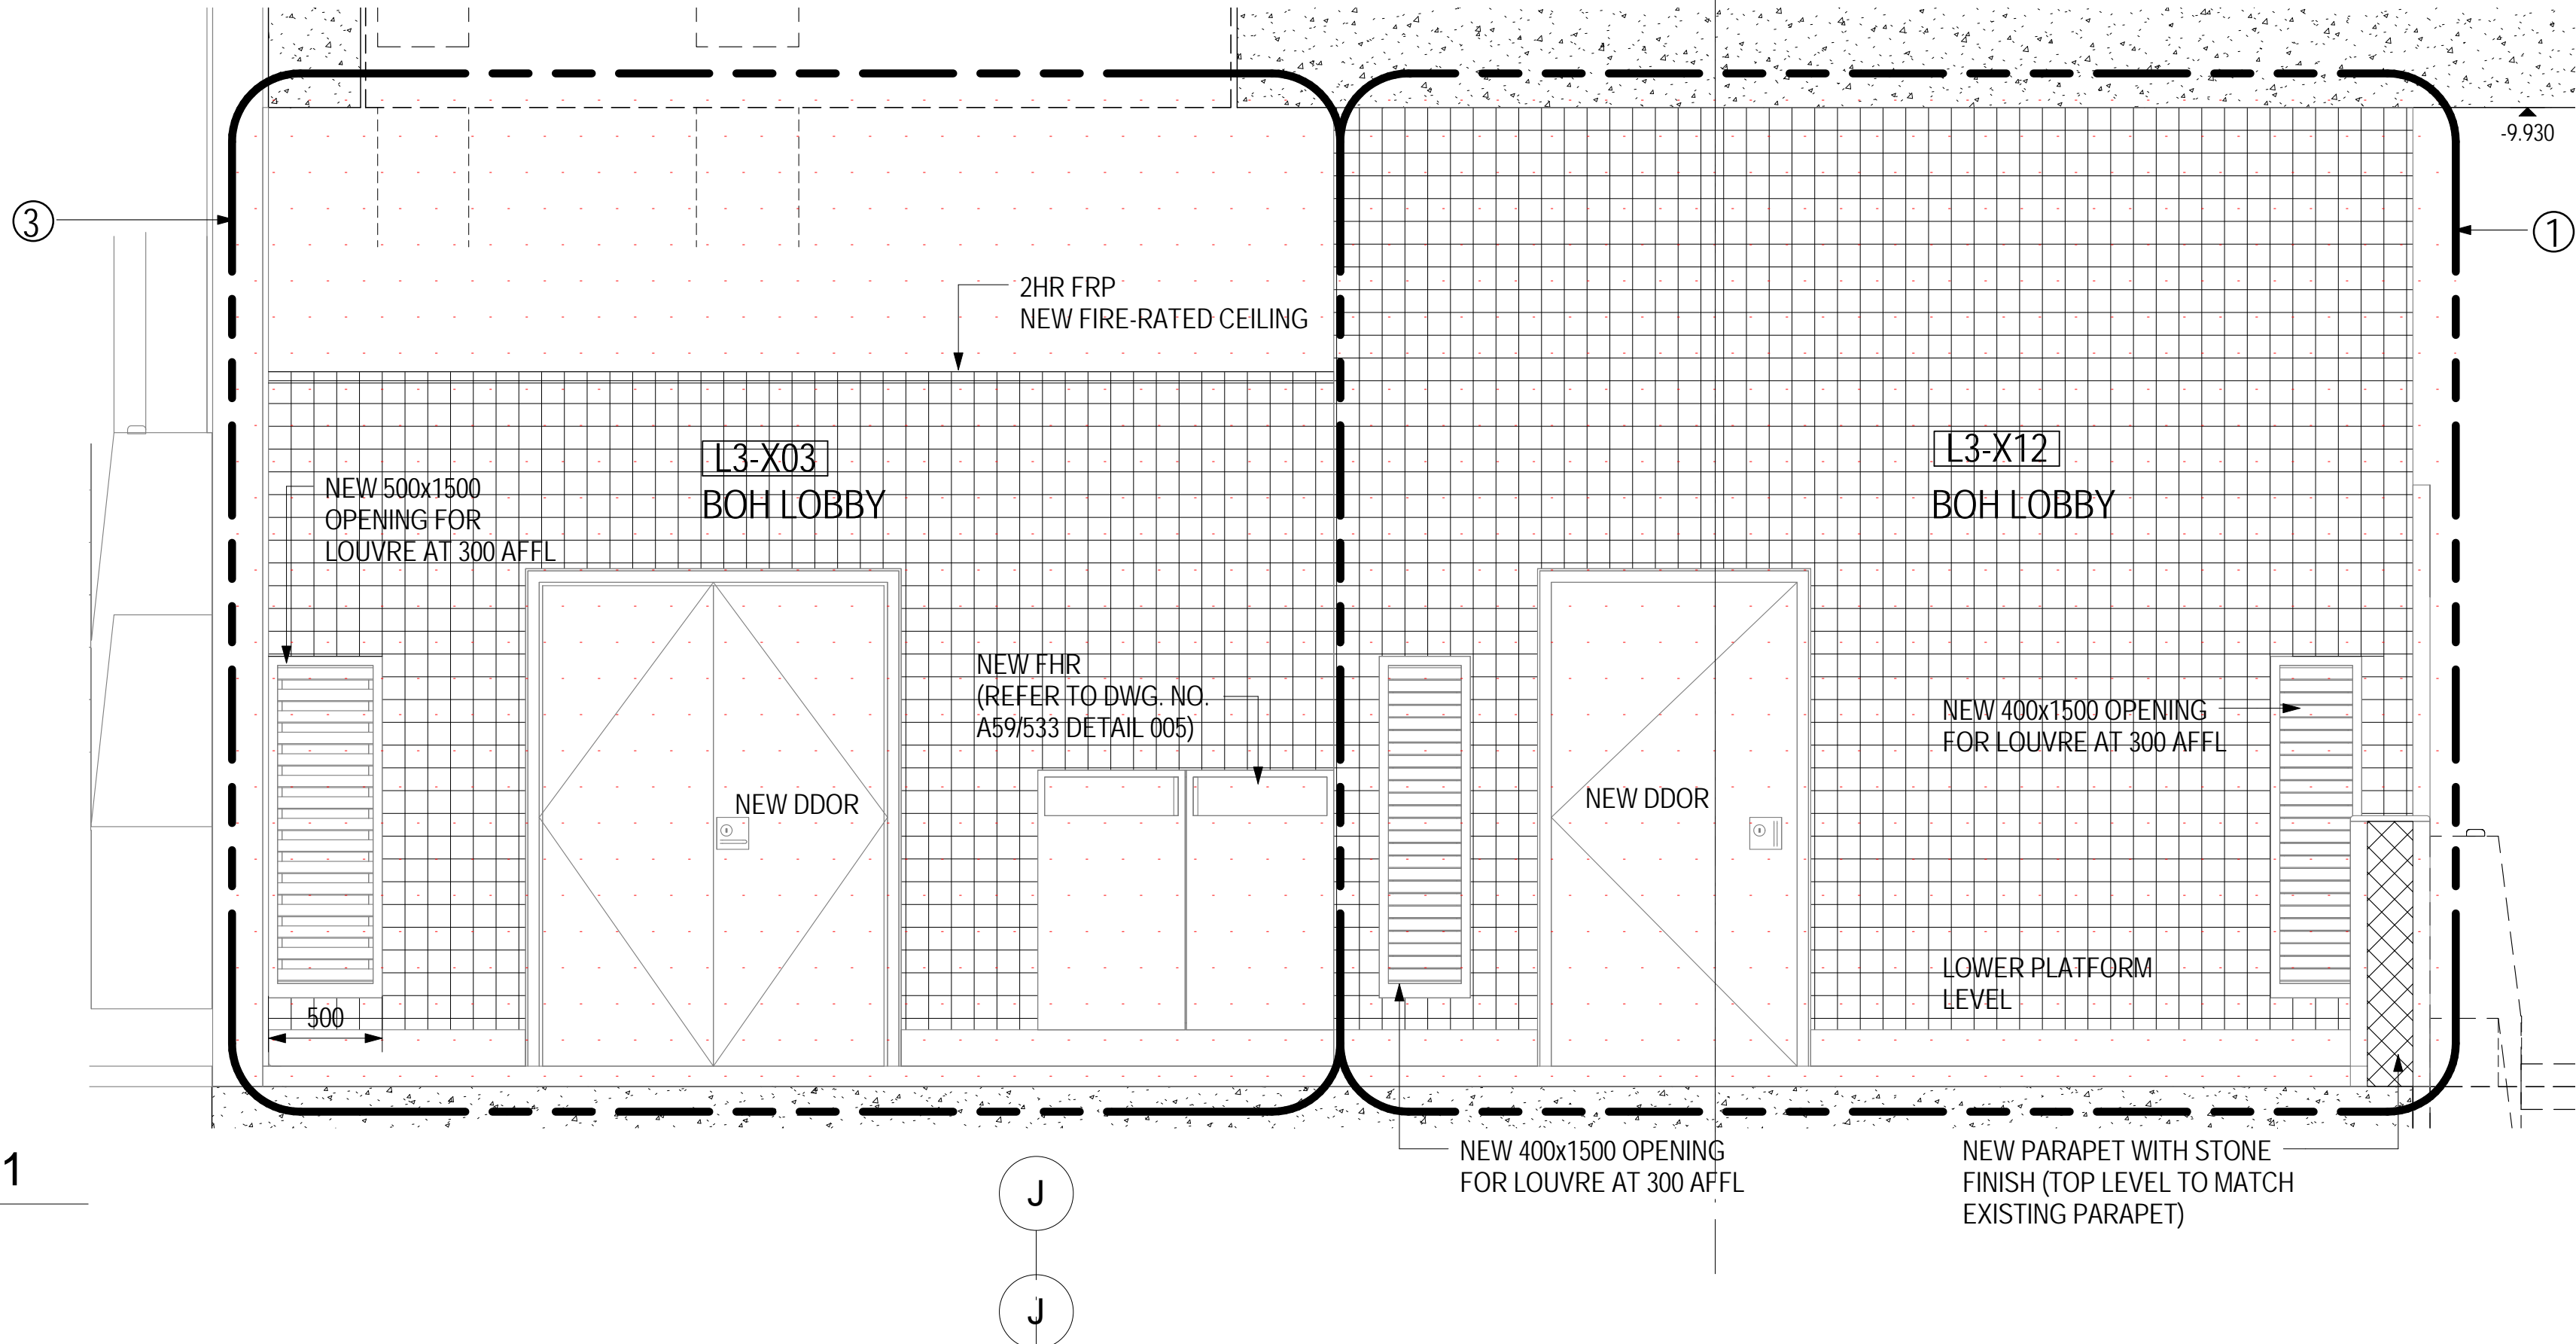 -9.930
3
1
2HR FRP
NEW FIRE-RATED CEILING
L3-X03
BOH LOBBY
L3-X12
BOH LOBBY
NEW 500x1500
OPENING FOR
LOUVRE AT 300 AFFL
NEW FHR
(REFER TO DWG. NO.
A59/533 DETAIL 005)
NEW 400x1500 OPENING
FOR LOUVRE AT 300 AFFL
NEW DDOR
NEW DDOR
LOWER PLATFORM
LEVEL
500
NEW 400x1500 OPENING
FOR LOUVRE AT 300 AFFL
NEW PARAPET WITH STONE
FINISH (TOP LEVEL TO MATCH
EXISTING PARAPET)
1
J
J